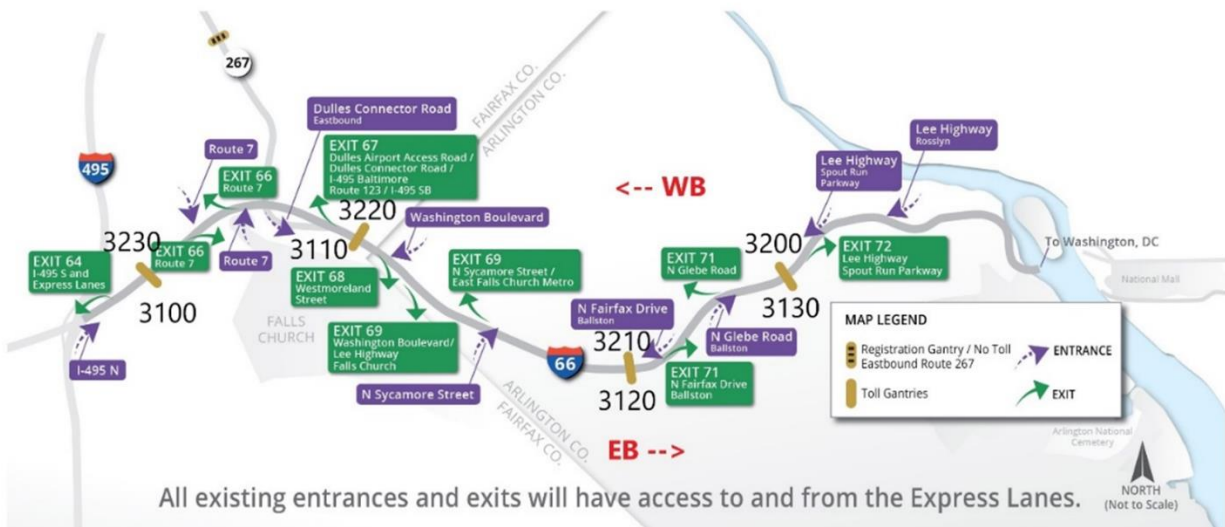 267
FAIRFAX CO.
ARLINGTON CO.
Dulles Connector Road
Eastbound
Route 7
EXIT 66
Route 7
495
EXIT 67
Dulles Airport Access Road /
Dulles Connector Road /
I-495 Baltimore
Route 123 / I-495 SB
<-- WB
Lee Highway
Rosslyn
Lee Highway
Spout Run
Parkway
3220
Washington Boulevard
3230
3110
EXIT 66
Route 7
Route 7
EXIT 64
I-495 S and
Express Lanes
3100
I-495 N
FALLS
CHURCH
EXIT 68
Westmoreland
Street
EXIT 69
N Sycamore Street /
East Falls Church Metro
EXIT 69
Washington Boulevard/
Lee Highway
Falls Church
N Sycamore Street
66
EXIT 71
N Glebe Road
3200
3130
EXIT 72
Lee Highway
Spout Run Parkway
To Washington, DC
National Mall
N Fairfax Drive
Ballston
3210
3120
N Glebe Road
Ballston
EXIT 71
N Fairfax Drive
Ballston
ARLINGTON CO.
FAIRFAX CO.
EB -->
MAP LEGEND
Registration Gantry / No Toll
Eastbound Route 267
ENTRANCE
Toll Gantries
EXIT
Arlington National
Cemetery
NORTH
(Not to Scale)
All existing entrances and exits will have access to and from the Express Lanes.